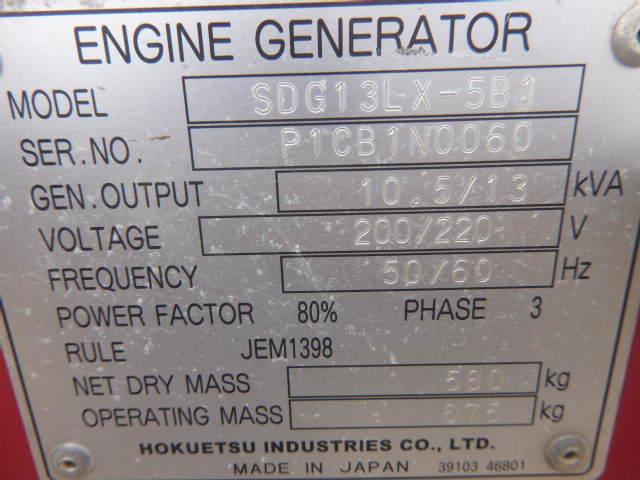 ENGINE GENERATOR
MODEL SDG13LX-5B1
SER.NO. P1CB1N0060
GEN.OUTPUT 10.5/13 kVA
VOLTAGE 200/220 V
FREQUENCY 50/60 Hz
POWER FACTOR 80% PHASE 3
RULE JEM1398
NET DRY MASS 580 kg
OPERATING MASS kg
HOKUETSU INDUSTRIES CO., LTD.
MADE IN JAPAN 39103 46801